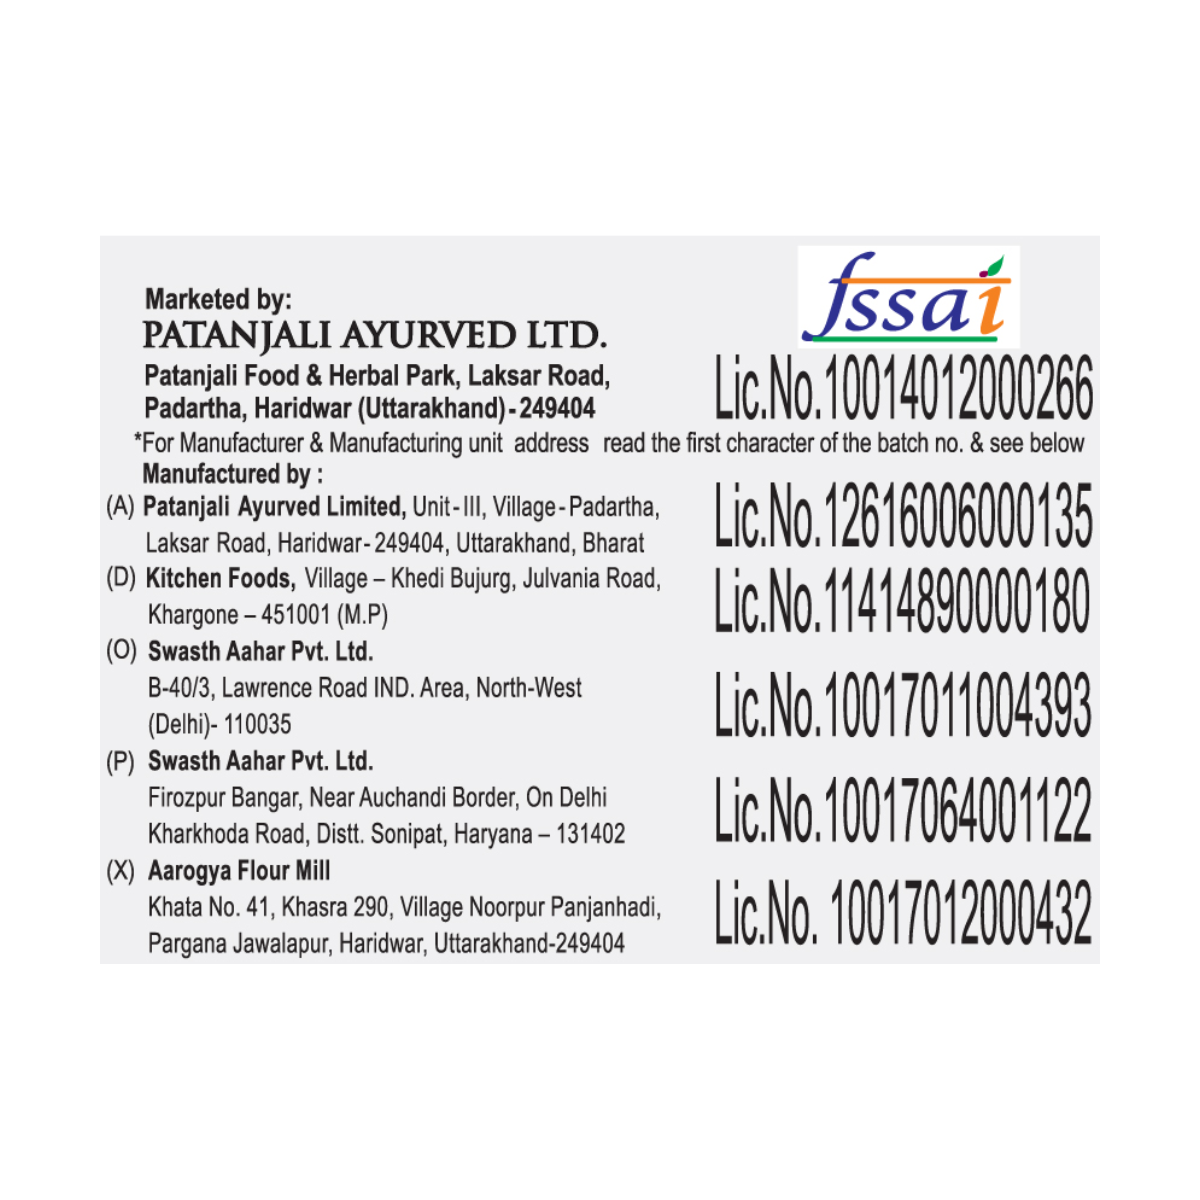 fssai
Marketed by:
PATANJALI AYURVED LTD.
Patanjali Food & Herbal Park, Laksar Road,
Padartha, Haridwar (Uttarakhand) - 249404
Lic.No.10014012000266
*For Manufacturer & Manufacturing unit address read the first character of the batch no. & see below
Manufactured by :
(A) Patanjali Ayurved Limited, Unit - III, Village - Padartha,
Laksar Road, Haridwar - 249404, Uttarakhand, Bharat
Lic.No.12616006000135
(D) Kitchen Foods, Village – Khedi Bujurg, Julvania Road,
Khargone – 451001 (M.P)
Lic.No.11414890000180
(O) Swasth Aahar Pvt. Ltd.
B-40/3, Lawrence Road IND. Area, North-West
(Delhi)- 110035
Lic.No.10017011004393
(P) Swasth Aahar Pvt. Ltd.
Firozpur Bangar, Near Auchandi Border, On Delhi
Kharkhoda Road, Distt. Sonipat, Haryana – 131402
Lic.No.10017064001122
(X) Aarogya Flour Mill
Khata No. 41, Khasra 290, Village Noorpur Panjanhadi,
Pargana Jawalapur, Haridwar, Uttarakhand-249404
Lic.No. 10017012000432